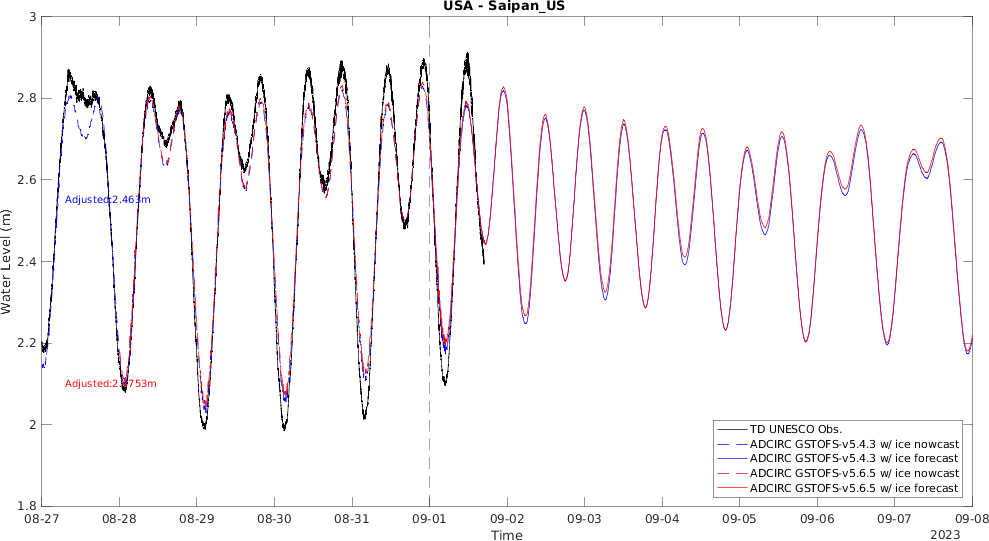 USA - Saipan_US
3
2.8
2.6
2.4
2.2
2
1.8
Water Level (m)
Adjusted:2.463m
TD UNESCO Obs.
ADCIRC GSTOFS-v5.4.3 w/ ice nowcast
ADCIRC GSTOFS-v5.4.3 w/ ice forecast
ADCIRC GSTOFS-v5.6.5 w/ ice nowcast
ADCIRC GSTOFS-v5.6.5 w/ ice forecast
08-27 08-28 08-29 08-30 08-31 09-01 09-02 09-03 09-04 09-05 09-06 09-07 09-08
Time
2023